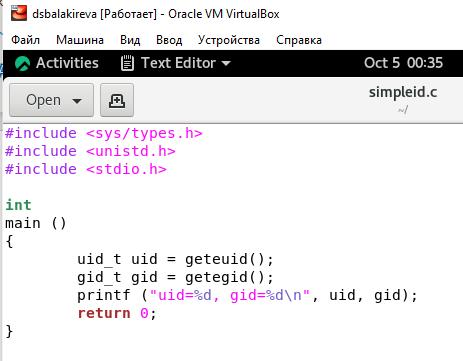 dsbalakireva [Работает] - Oracle VM VirtualBox
Файл Машина Вид Ввод Устройства Справка
Activities Text Editor Oct 5 00:35
Open simpleid.c
~/
#include <sys/types.h>
#include <unistd.h>
#include <stdio.h>

int
main ()
{
        uid_t uid = geteuid();
        gid_t gid = getegid();
        printf ("uid=%d, gid=%d\n", uid, gid);
        return 0;
}